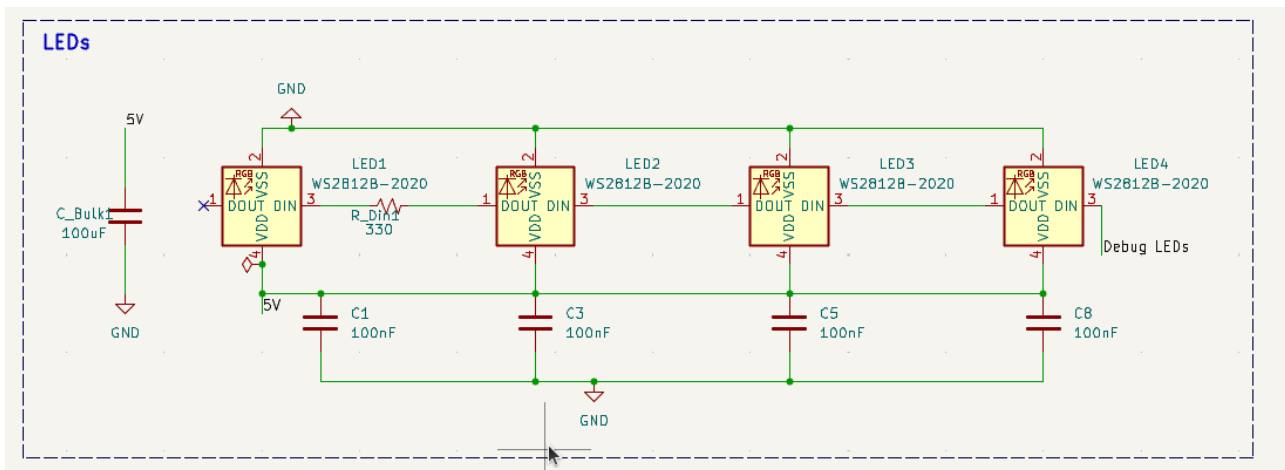 LEDs
GND
5V
C_Bulk1
100uF
GND
LED1
WS2812B-2020
RGB
1 DOUT DIN 3
2 VSS
VDD 4
R_Din1
330
LED2
WS2812B-2020
RGB
1 DOUT DIN 3
2 VSS
VDD 4
LED3
WS2812B-2020
RGB
1 DOUT DIN 3
2 VSS
VDD 4
LED4
WS2812B-2020
RGB
1 DOUT DIN 3
2 VSS
VDD 4
Debug LEDs
5V
C1
100nF
C3
100nF
C5
100nF
C8
100nF
GND